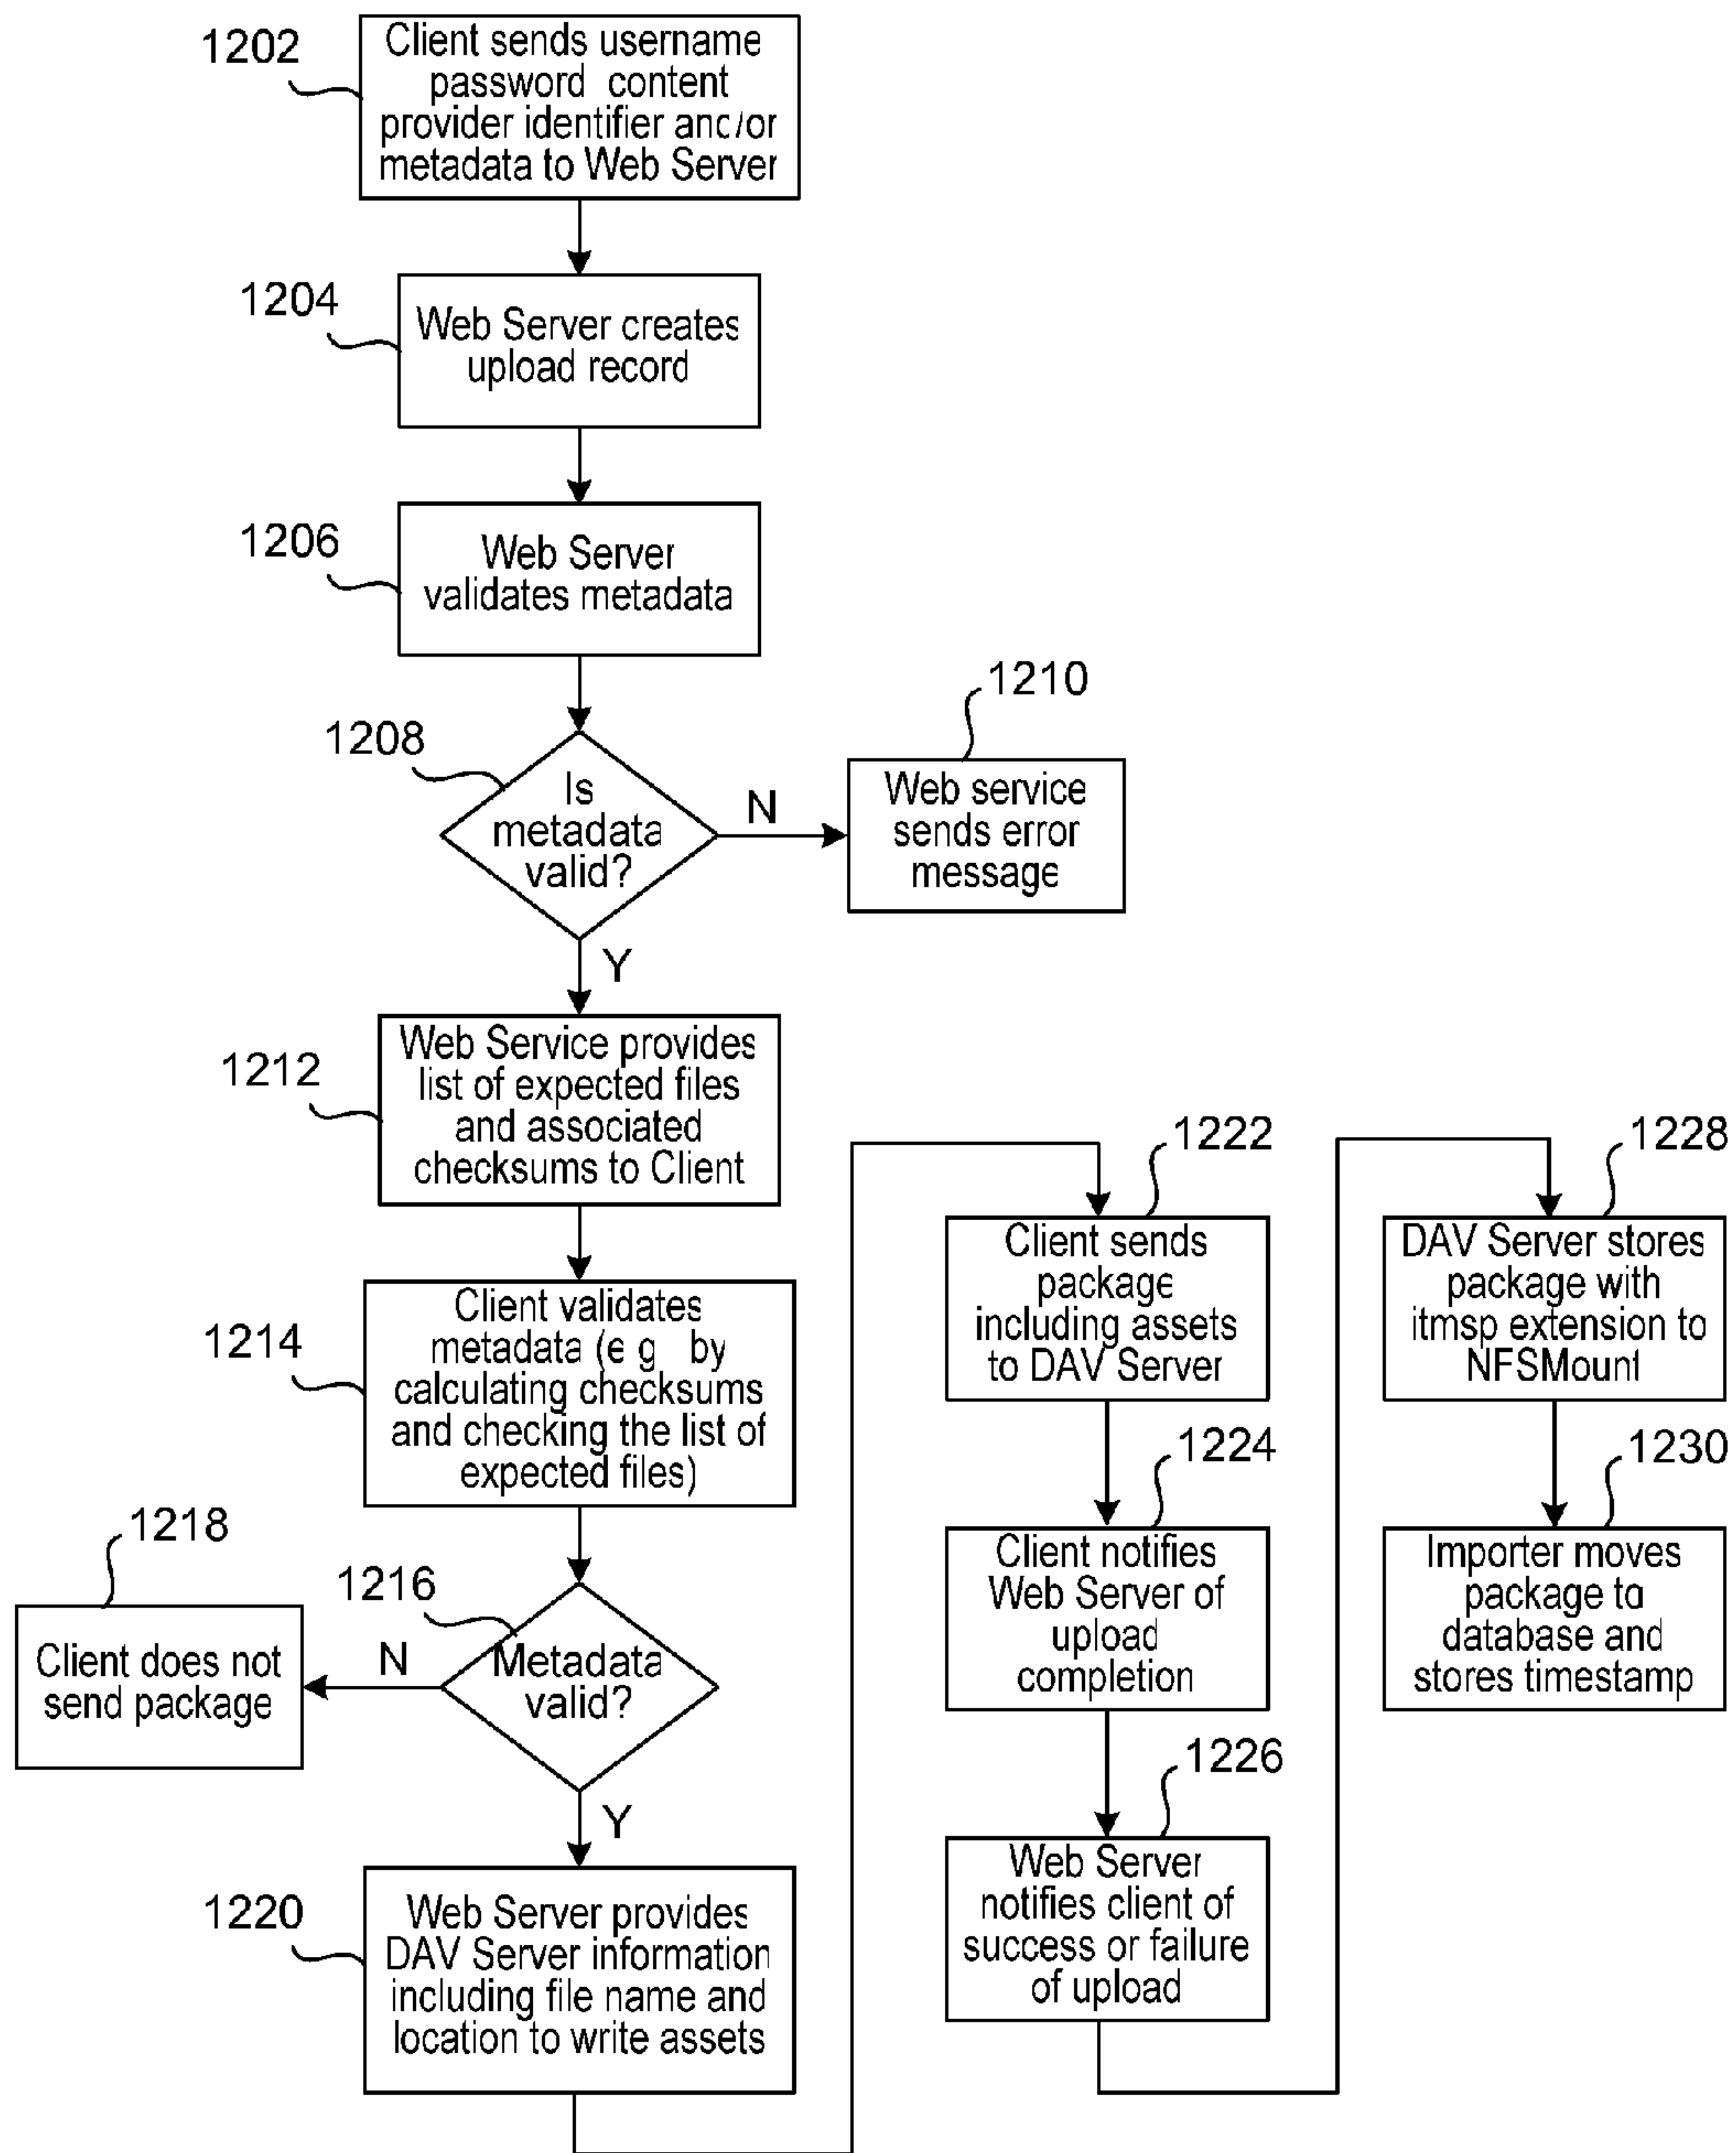 1202
Client sends username
password content
provider identifier and/or
metadata to Web Server
1204
Web Server creates
upload record
1206
Web Server
validates metadata
1208
Is
metadata
valid?
N
1210
Web service
sends error
message
Y
1212
Web Service provides
list of expected files
and associated
checksums to Client
1214
Client validates
metadata (e g by
calculating checksums
and checking the list of
expected files)
1216
Metadata
valid?
N
1218
Client does not
send package
Y
1220
Web Server provides
DAV Server information
including file name and
location to write assets
1222
Client sends
package
including assets
to DAV Server
1224
Client notifies
Web Server of
upload
completion
1226
Web Server
notifies client of
success or failure
of upload
1228
DAV Server stores
package with
itmsp extension to
NFSMount
1230
Importer moves
package to
database and
stores timestamp